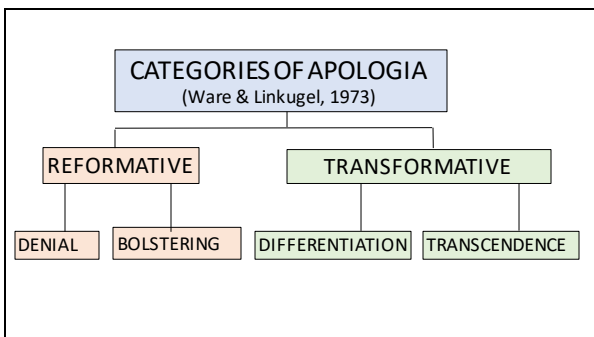 CATEGORIES OF APOLOGIA
(Ware & Linkugel, 1973)
REFORMATIVE
TRANSFORMATIVE
DENIAL
BOLSTERING
DIFFERENTIATION
TRANSCENDENCE